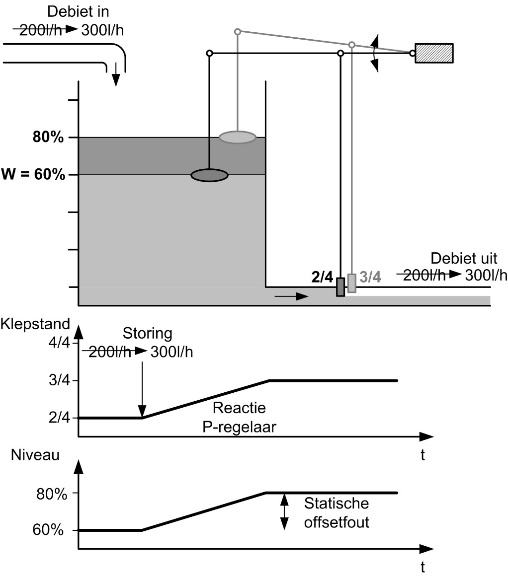 Debiet in
200l/h 300l/h
80%
W = 60%
2/4 3/4
Debiet uit
200l/h 300l/h
Klepstand
4/4
Storing
200l/h 300l/h
3/4
Reactie
P-regelaar
2/4
t
Niveau
80%
Statische
offsetfout
60%
t